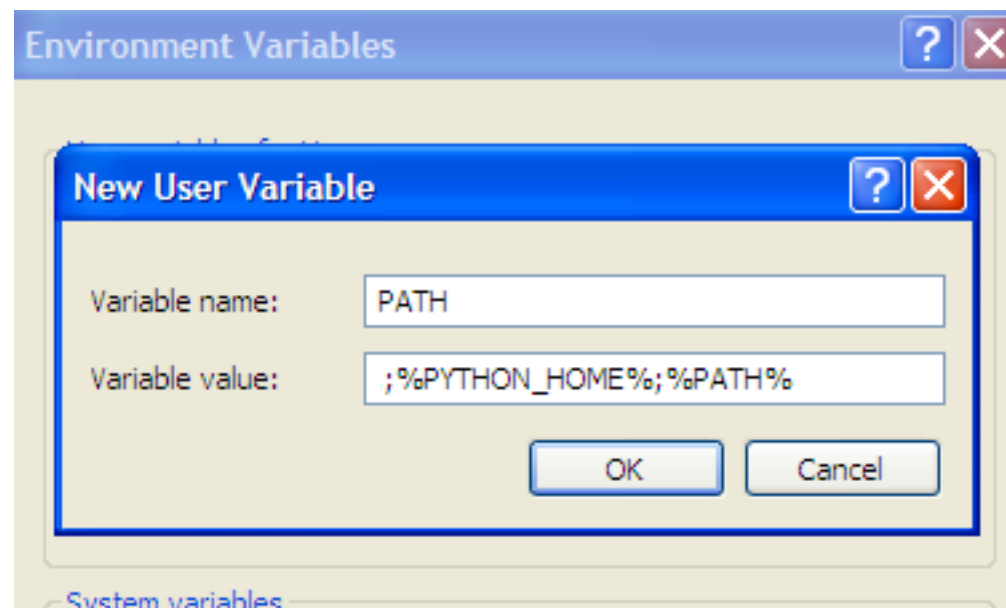 Environment Variables
New User Variable
Variable name:
PATH
Variable value:
;%PYTHON_HOME%;%PATH%
OK
Cancel
System variables